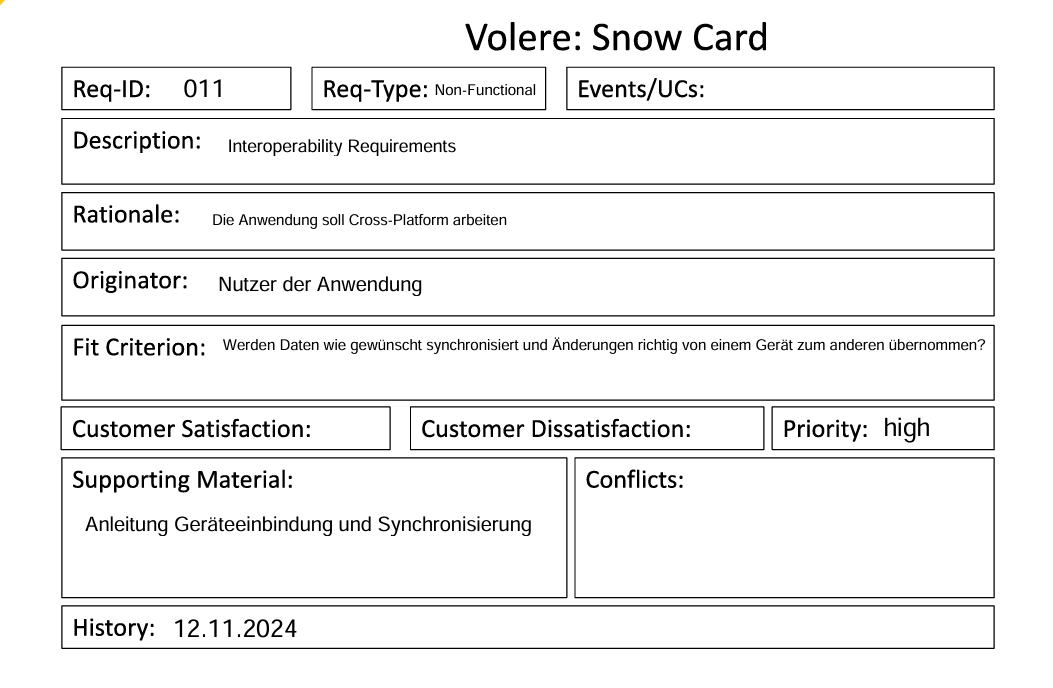 Volere: Snow Card
Req-ID: 011
Req-Type: Non-Functional
Events/UCs:
Description: Interoperability Requirements
Rationale: Die Anwendung soll Cross-Platform arbeiten
Originator: Nutzer der Anwendung
Fit Criterion: Werden Daten wie gewünscht synchronisiert und Änderungen richtig von einem Gerät zum anderen übernommen?
Customer Satisfaction:
Customer Dissatisfaction:
Priority: high
Supporting Material:
Anleitung Geräteeinbindung und Synchronisierung
Conflicts:
History: 12.11.2024